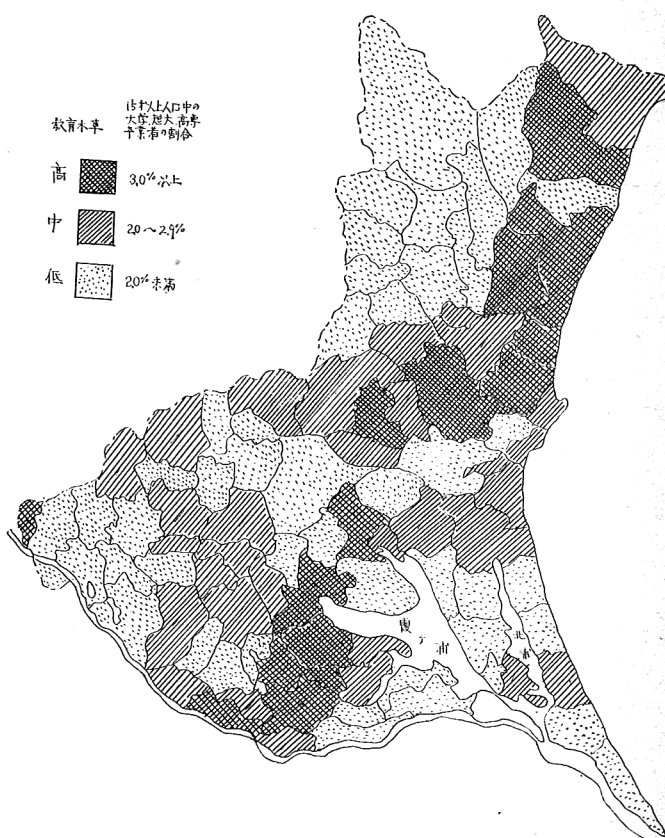 教育水準
15才以上人口中の
大学、短大、高専
卒業者の割合
高
3.0%以上
中
2.0〜2.9%
低
2.0%未満
霞ヶ浦
北浦